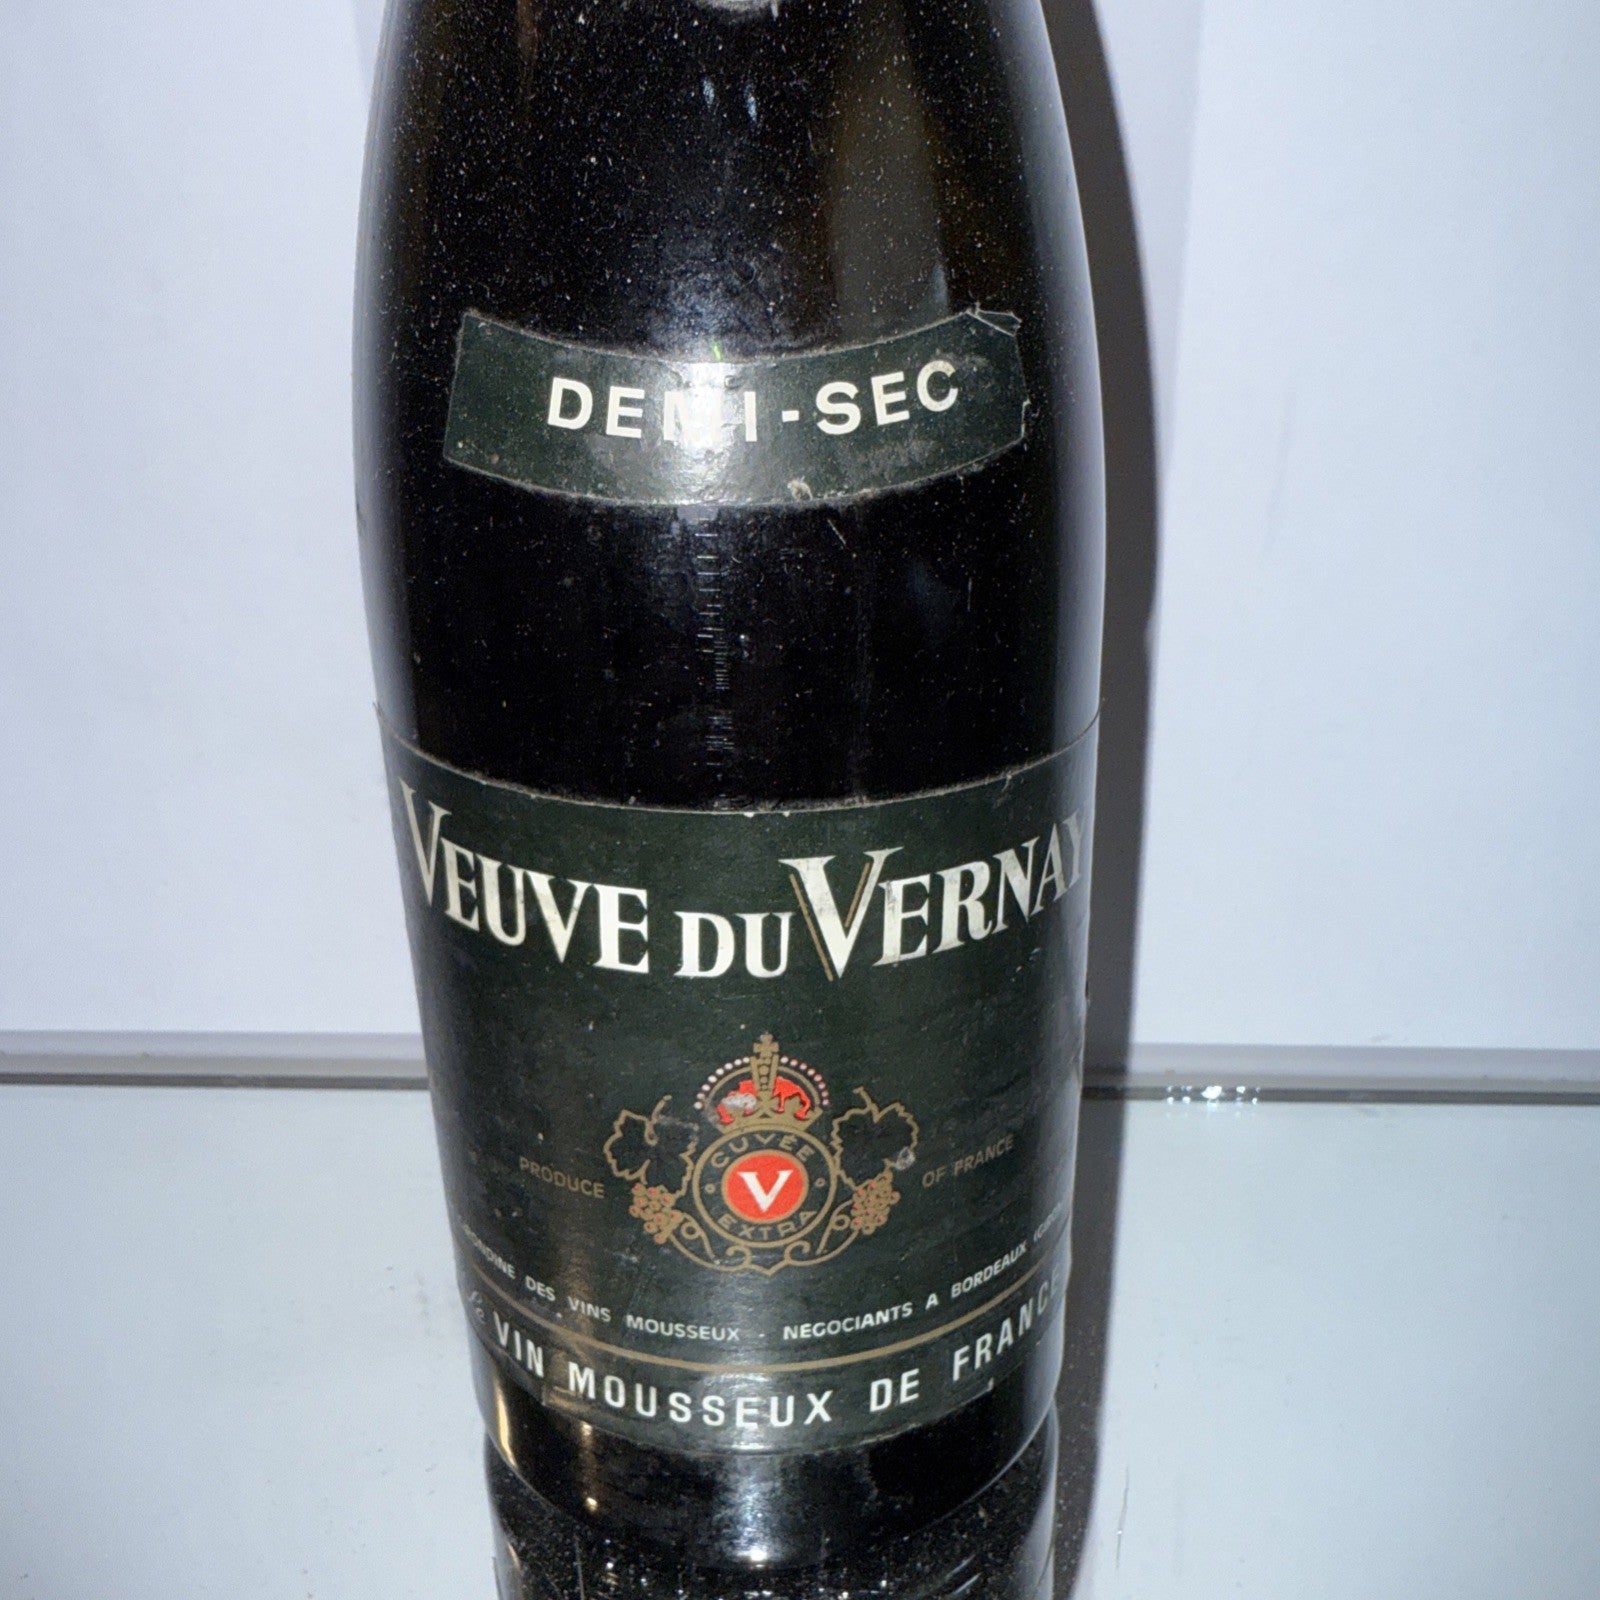 DEMI-SEC
VEUVE DU VERNAY
CUVÉE
V
EXTRA
PRODUCE OF FRANCE
DES VINS MOUSSEUX - NEGOCIANTS A BORDEAUX
Le VIN MOUSSEUX DE FRANCE